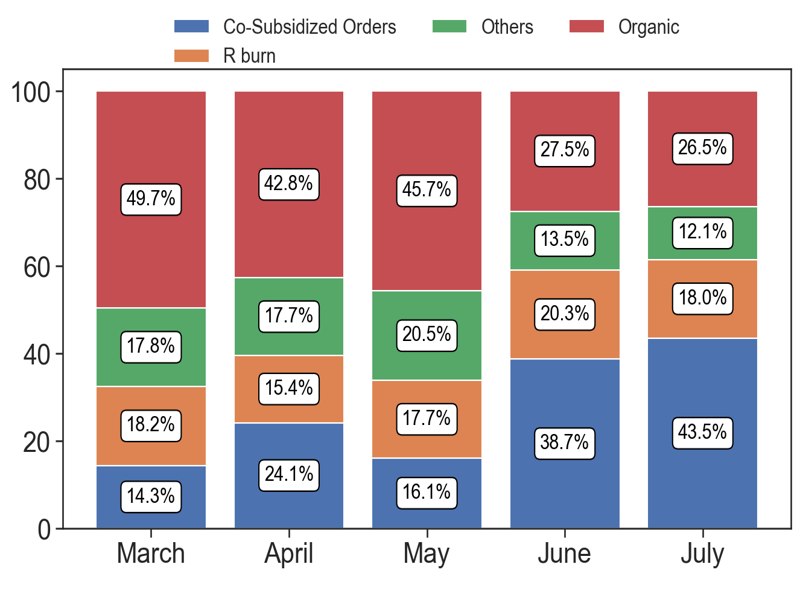 Co-Subsidized Orders Others Organic
R burn
100
80
60
40
20
0
49.7% 42.8% 45.7% 27.5% 26.5%
17.8% 17.7% 20.5% 13.5% 12.1%
18.2% 15.4% 17.7% 20.3% 18.0%
14.3% 24.1% 16.1% 38.7% 43.5%
March April May June July